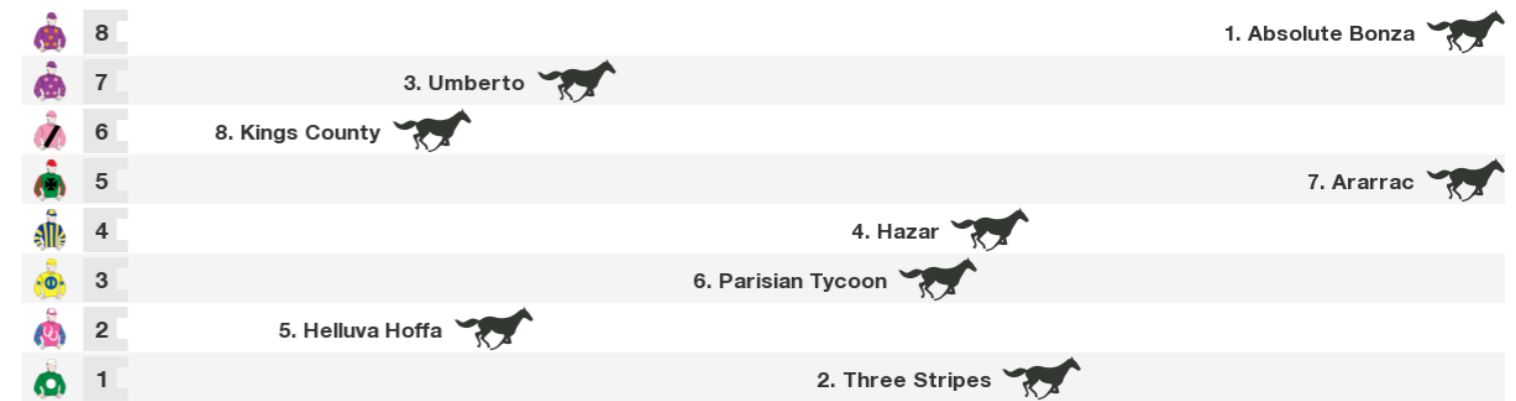 8 1. Absolute Bonza
7 3. Umberto
6 8. Kings County
5 7. Ararrac
4 4. Hazar
3 6. Parisian Tycoon
2 5. Helluva Hoffa
1 2. Three Stripes